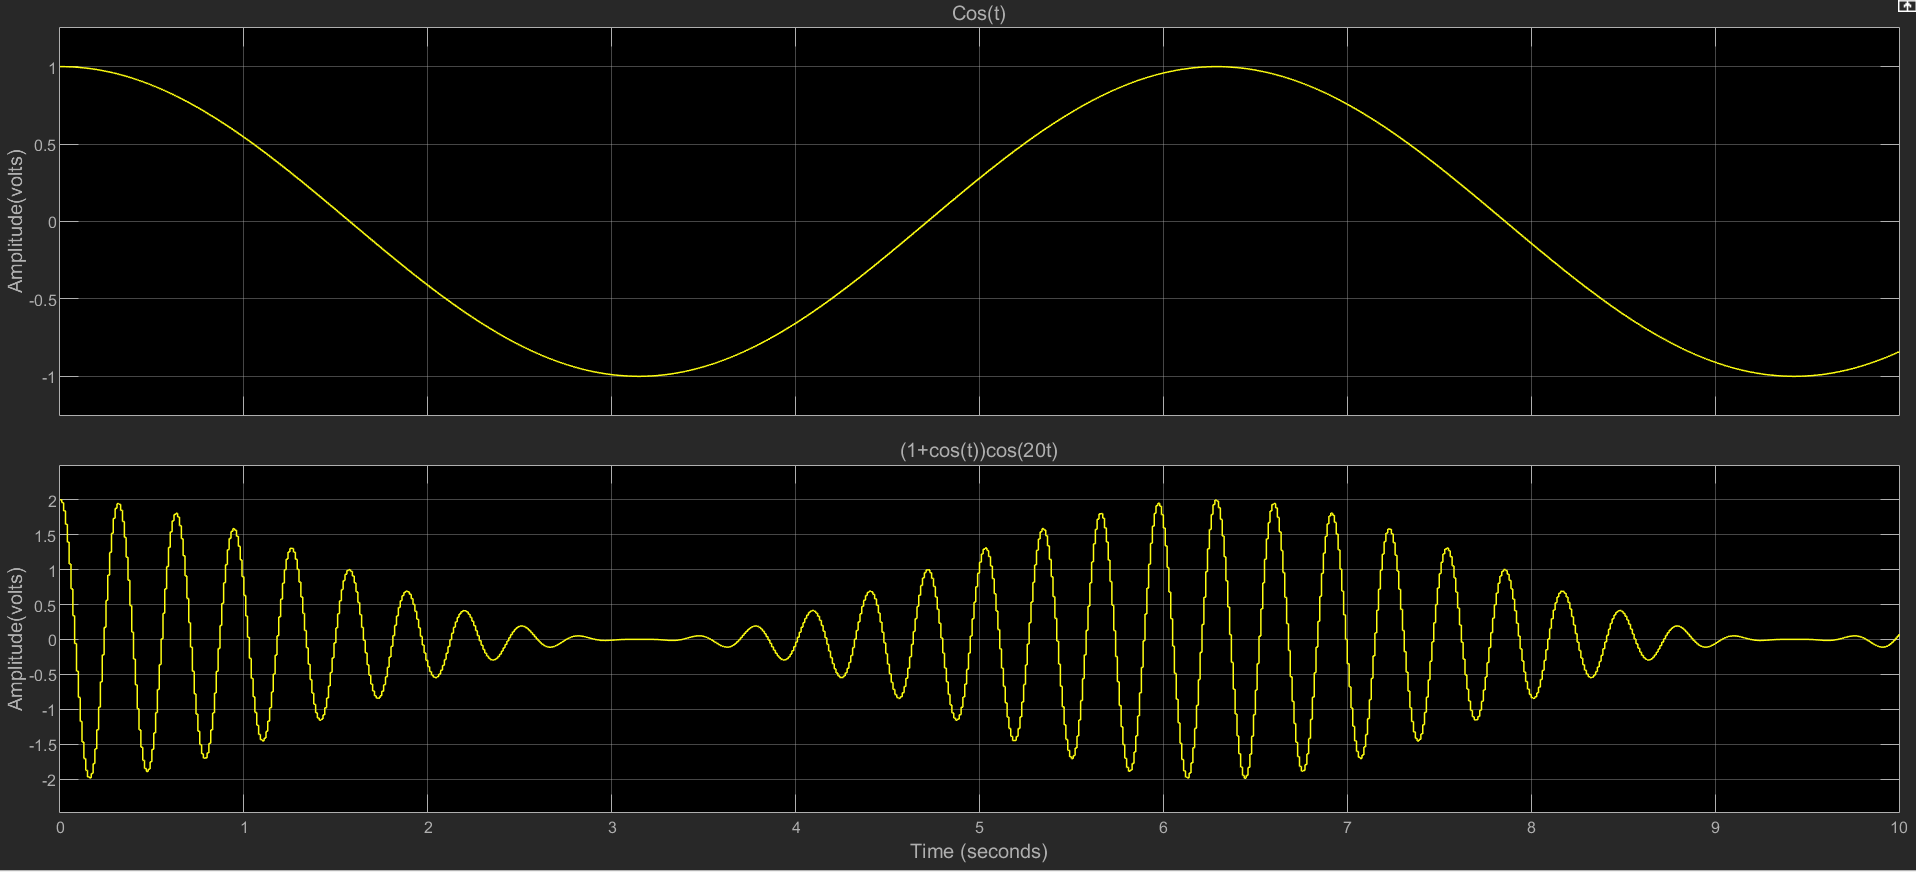 Cos(t)
1
0.5
0
-0.5
-1
Amplitude(volts)
(1+cos(t))cos(20t)
2
1.5
1
0.5
0
-0.5
-1
-1.5
-2
Amplitude(volts)
0 1 2 3 4 5 6 7 8 9 10
Time (seconds)